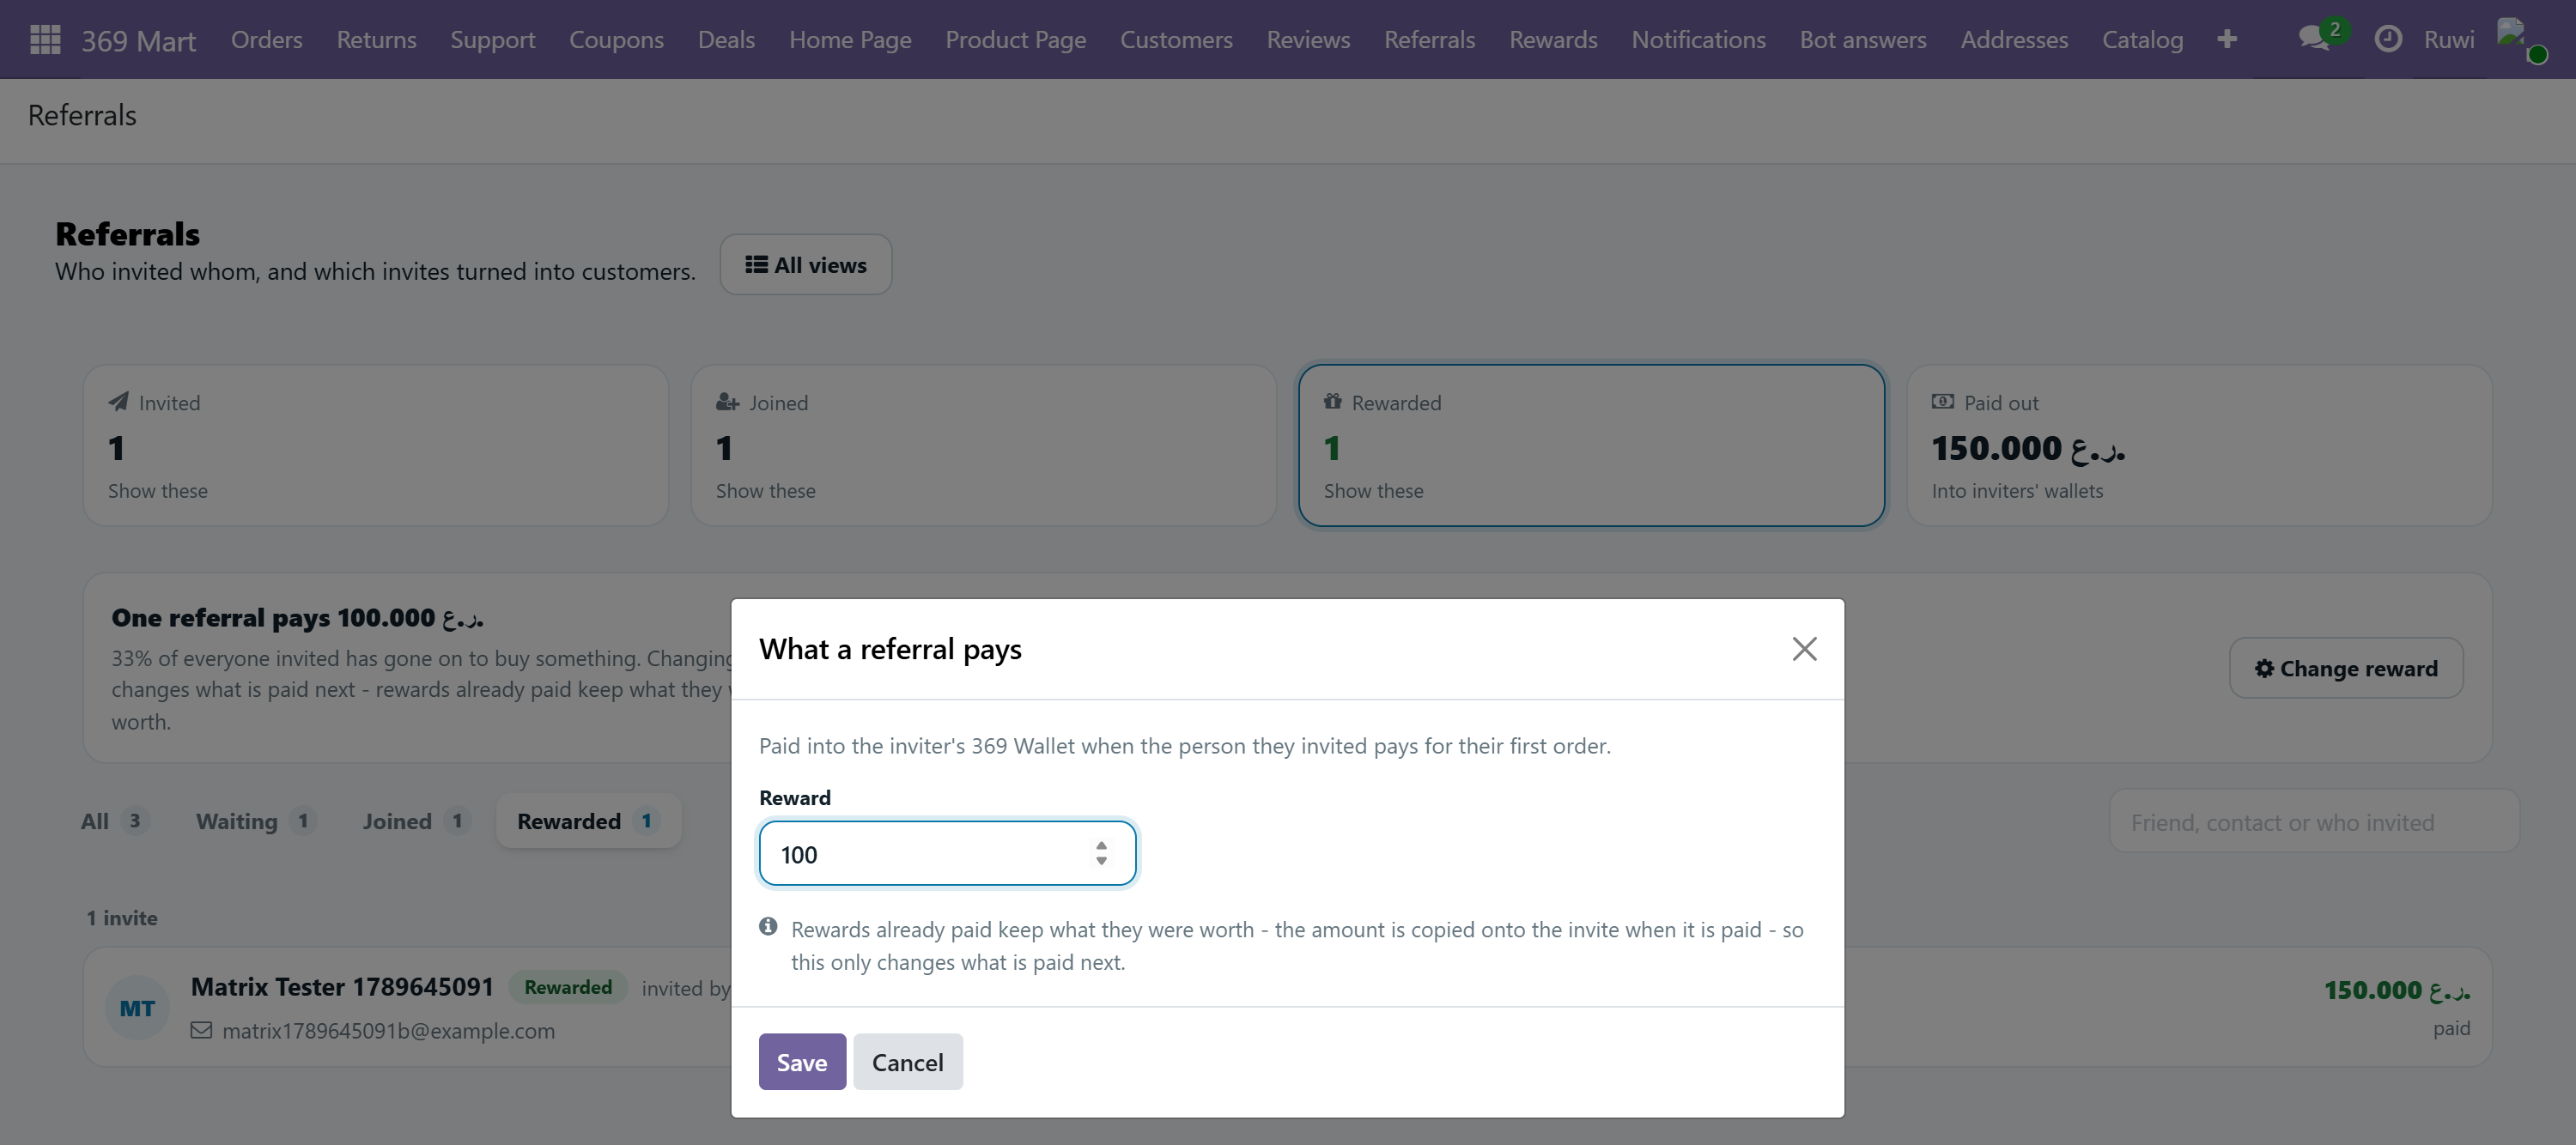 369 Mart Orders Returns Support Coupons Deals Home Page Product Page Customers Reviews Referrals Rewards Notifications Bot answers Addresses Catalog 2 Ruwi
Referrals
Referrals
Who invited whom, and which invites turned into customers.
All views
Invited
1
Show these
Joined
1
Show these
Rewarded
1
Show these
Paid out
150.000 ر.ع.
Into inviters' wallets
One referral pays 100.000 ر.ع.
33% of everyone invited has gone on to buy something. Changing
changes what is paid next - rewards already paid keep what they
worth.
Change reward
What a referral pays
Paid into the inviter's 369 Wallet when the person they invited pays for their first order.
Reward
100
Rewards already paid keep what they were worth - the amount is copied onto the invite when it is paid - so
this only changes what is paid next.
Save Cancel
All 3 Waiting 1 Joined 1 Rewarded 1
Friend, contact or who invited
1 invite
MT
Matrix Tester 1789645091 Rewarded invited by
matrix1789645091b@example.com
150.000 ر.ع.
paid